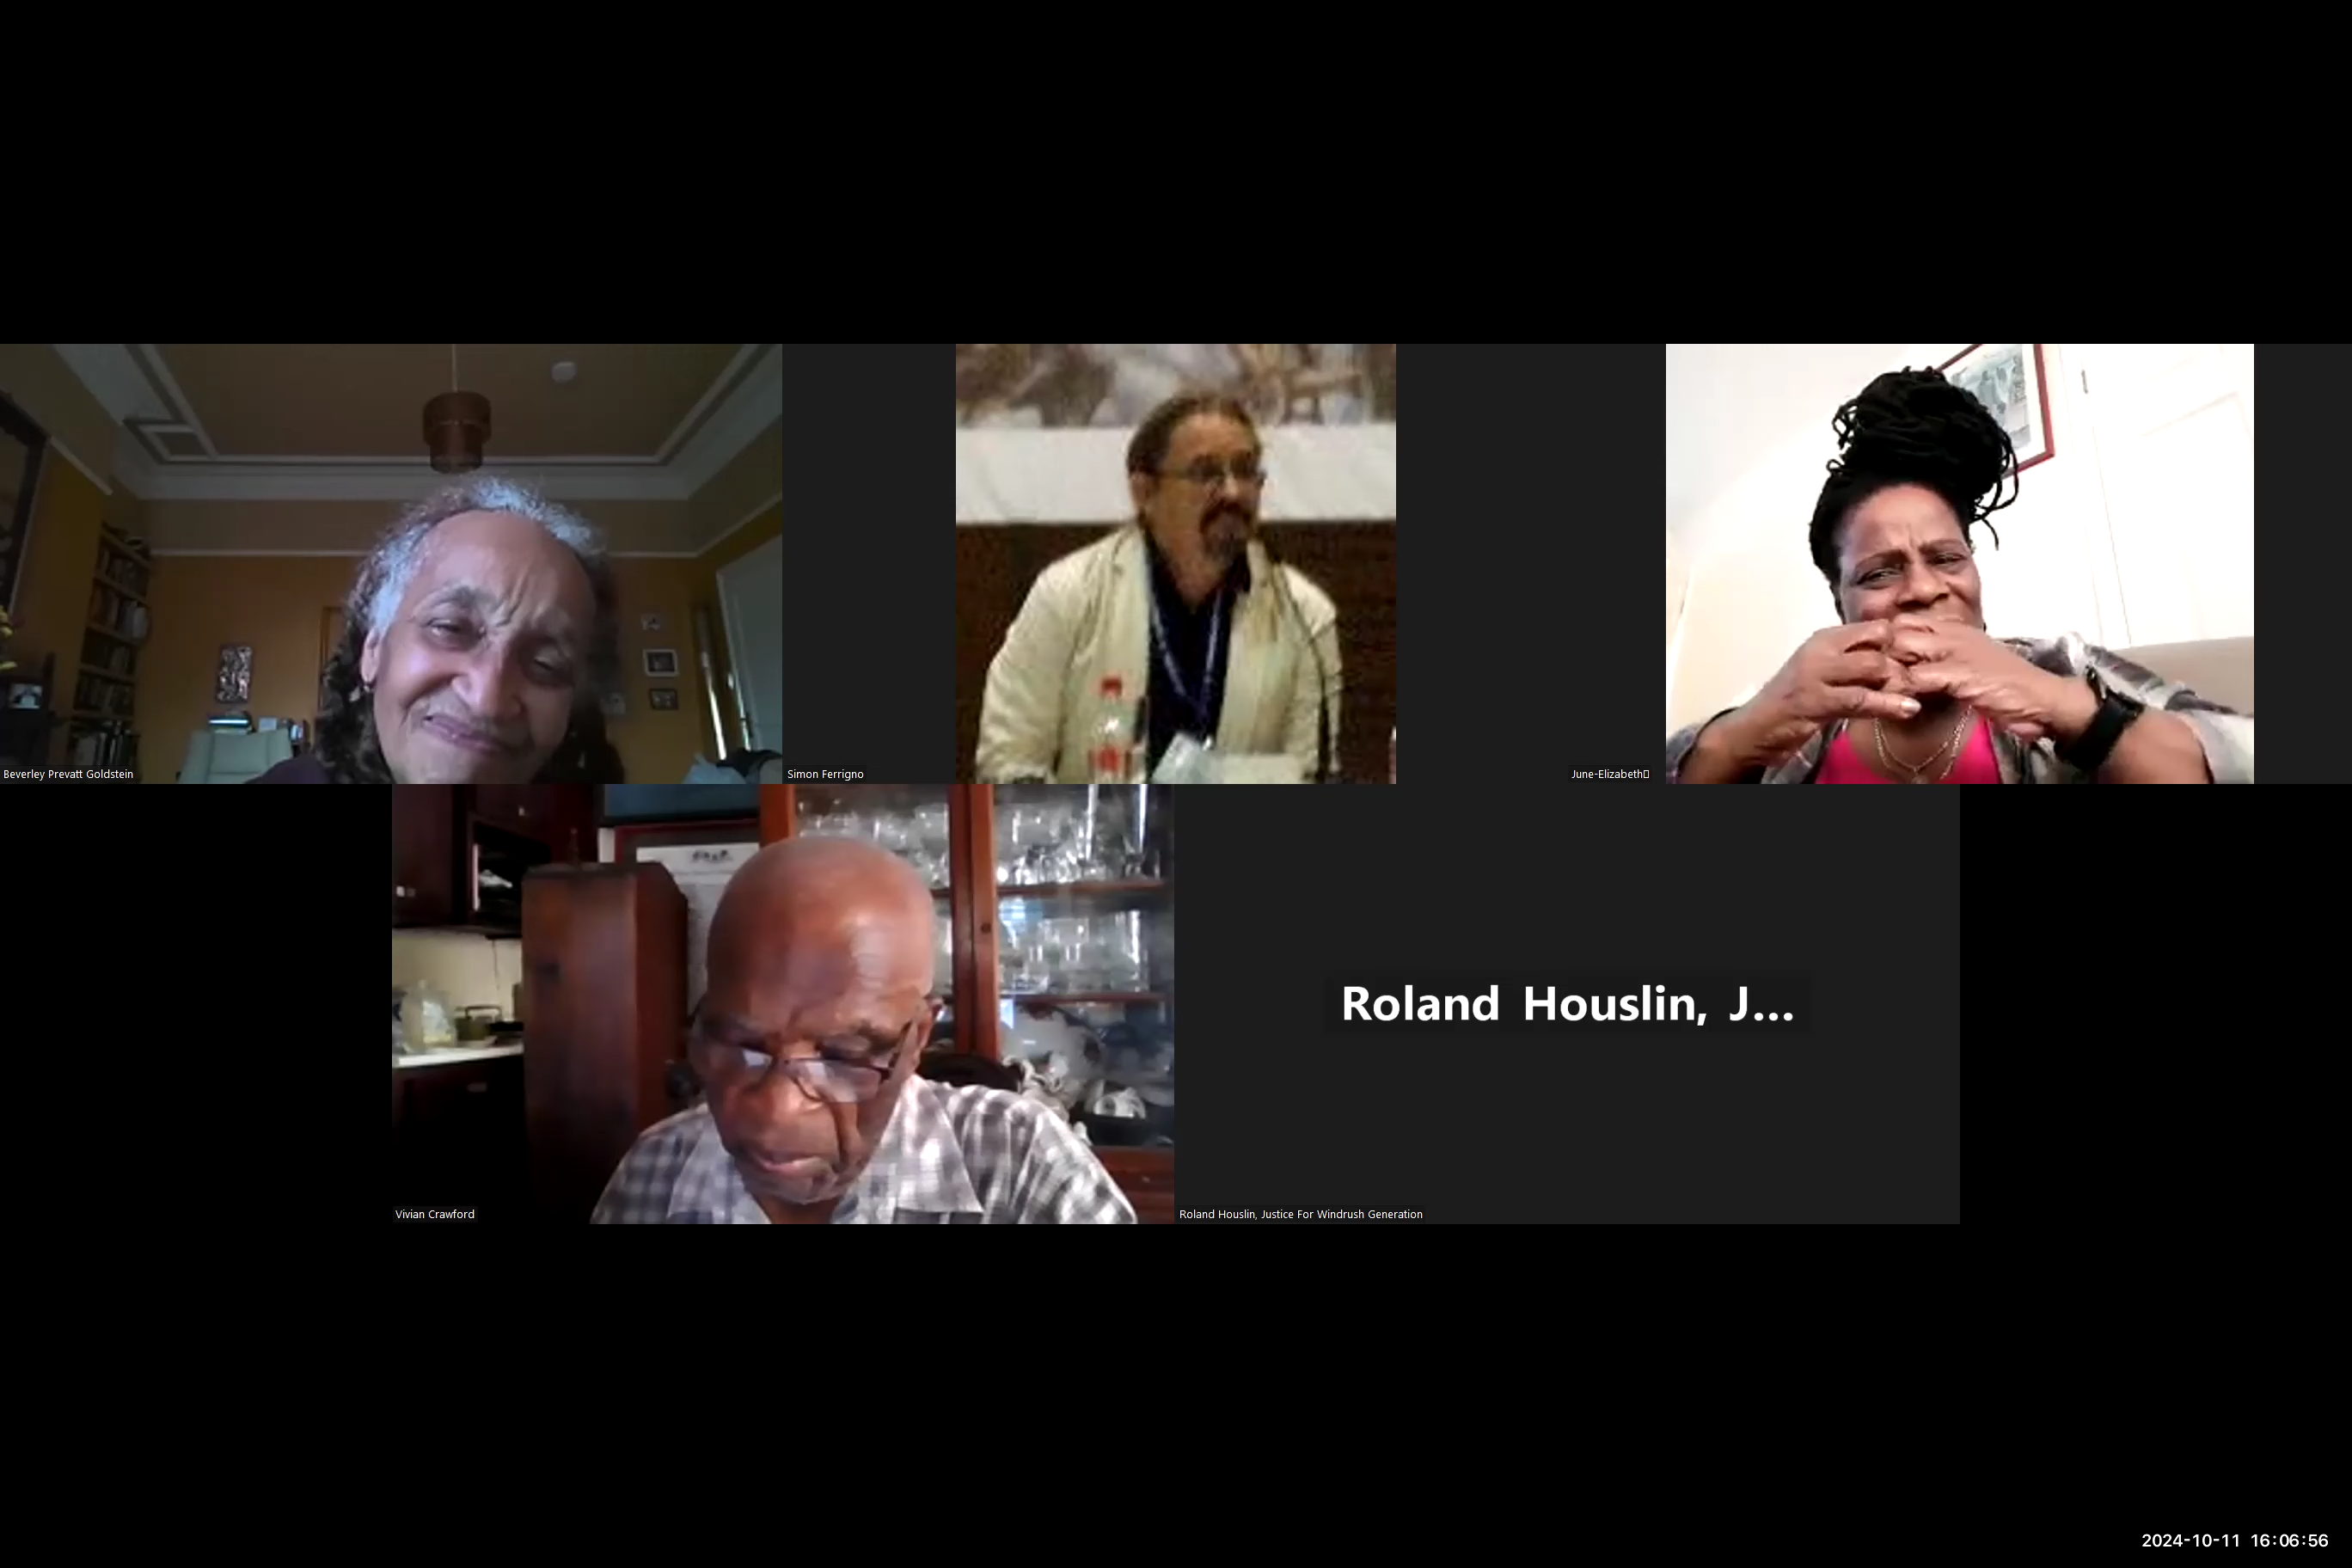 Beverley Prevatt Goldstein
Simon Ferrigno
June-Elizabeth
Roland Houslin, J...
Vivian Crawford
Roland Houslin, Justice For Windrush Generation
2024-10-11 16:06:56